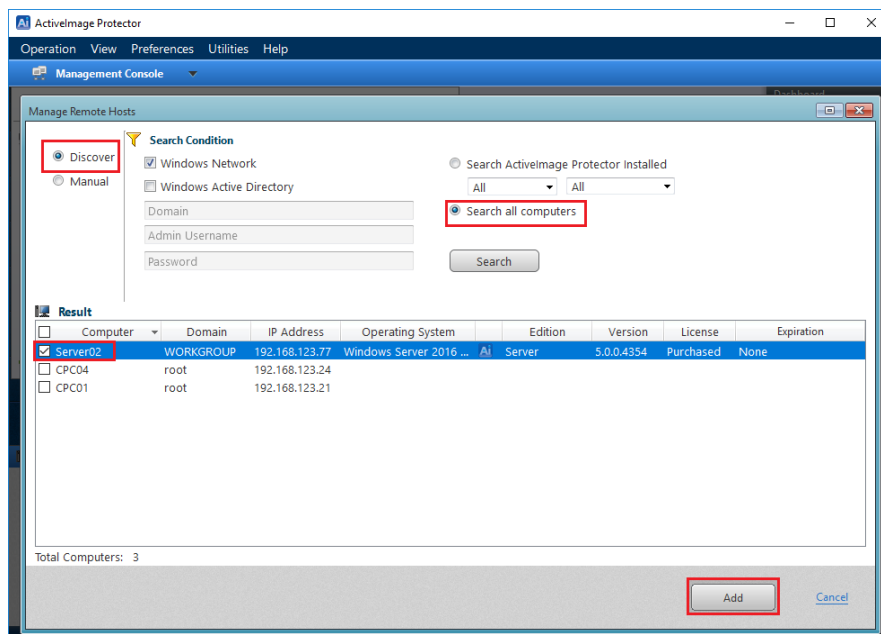 Ai ActiveImage Protector
Operation View Preferences Utilities Help
Management Console
Dashboard
Manage Remote Hosts
Discover
Manual
Search Condition
Windows Network
Windows Active Directory
Domain
Admin Username
Password
Search ActiveImage Protector Installed
All All
Search all computers
Search
Result
Computer Domain IP Address Operating System Edition Version License Expiration
Server02 WORKGROUP 192.168.123.77 Windows Server 2016 ... Ai Server 5.0.0.4354 Purchased None
CPC04 root 192.168.123.24
CPC01 root 192.168.123.21
Total Computers: 3
Add Cancel